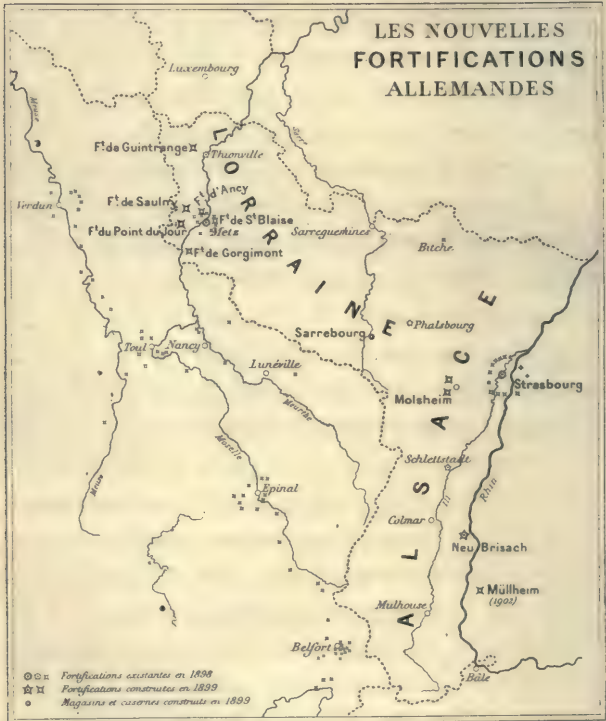 LES NOUVELLES
FORTIFICATIONS
ALLEMANDES
Luxembourg
Meuse
Sarre
Ft de Guintrange
Thionville
LORRAINE
Ft d'Ancy
Ft de Saulny
Verdun
Ft de St Blaise
Ft du Point du Jour
Metz
Sarreguemines
Bitche
Ft de Gorgimont
ALSACE
Phalsbourg
Sarrebourg
Toul
Nancy
Lunéville
Strasbourg
Molsheim
Meurthe
Moselle
Schlettstadt
Meuse
Epinal
Ill
Rhin
Colmar
Neu Brisach
Müllheim
(1902)
Mulhouse
Belfort
Bâle
Fortifications existantes en 1898
Fortifications construites en 1899
Magasins et casernes construits en 1899